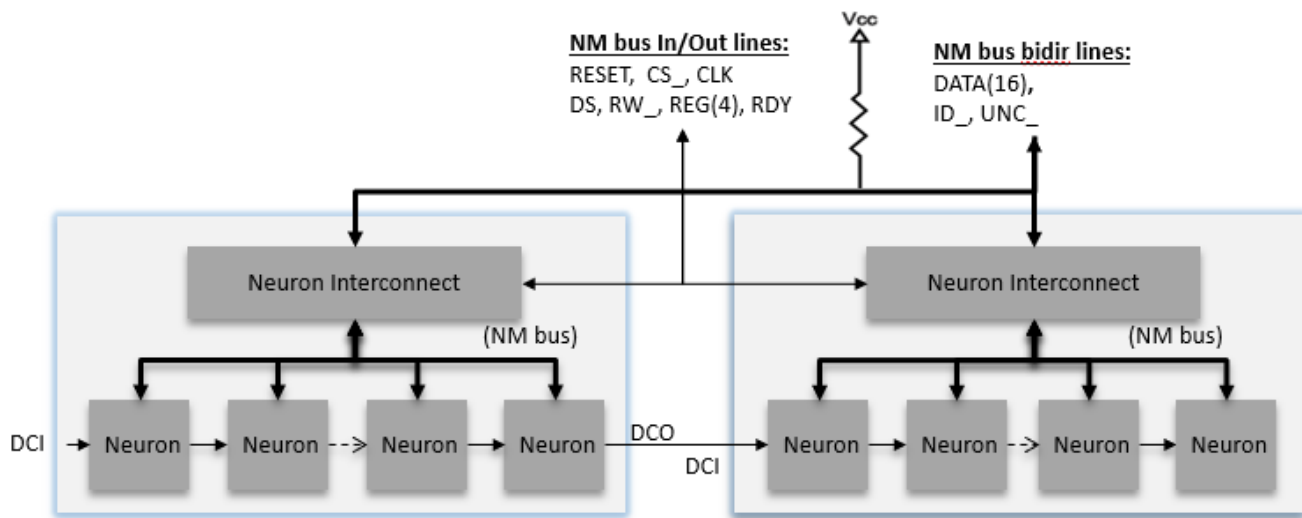 Vcc
NM bus In/Out lines:
RESET, CS_, CLK
DS, RW_, REG(4), RDY
NM bus bidir lines:
DATA(16),
ID_, UNC_
Neuron Interconnect
Neuron Interconnect
(NM bus)
(NM bus)
DCI
Neuron
Neuron
Neuron
Neuron
DCO
DCI
Neuron
Neuron
Neuron
Neuron